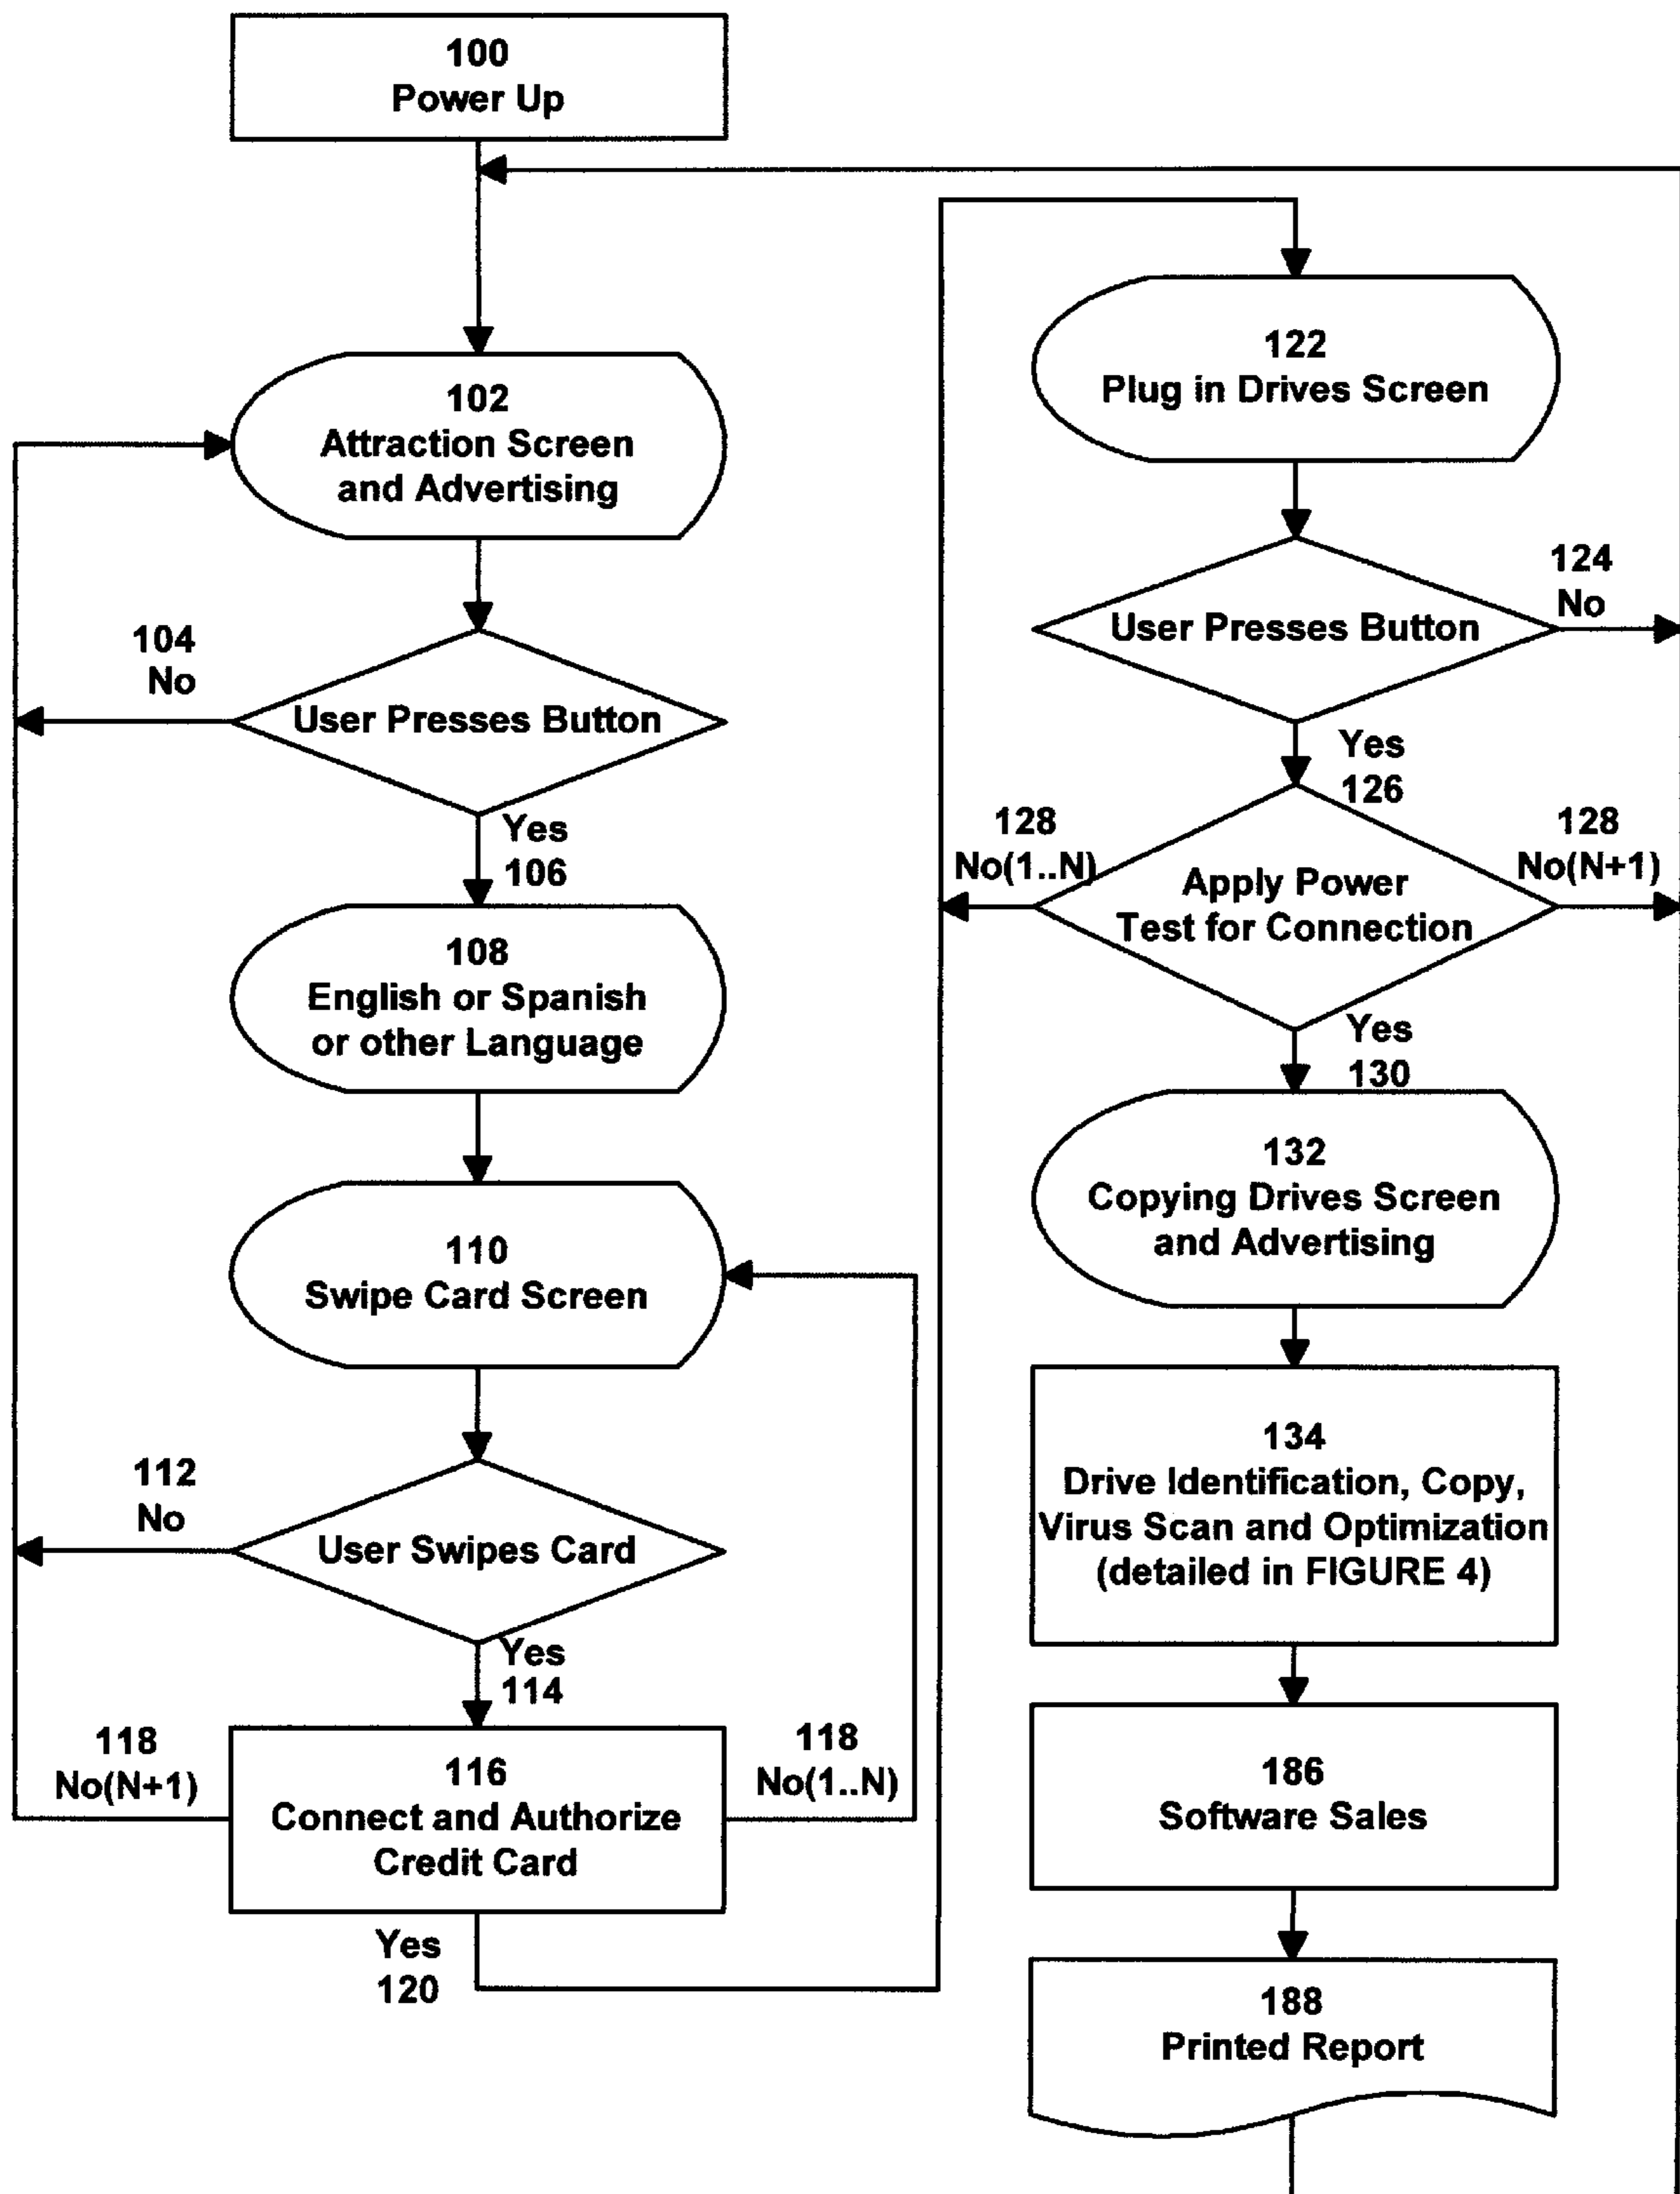 100
Power Up
102
Attraction Screen
and Advertising
104
No
User Presses Button
Yes
106
108
English or Spanish
or other Language
110
Swipe Card Screen
112
No
User Swipes Card
Yes
114
118
No(N+1)
116
Connect and Authorize
Credit Card
118
No(1..N)
Yes
120
122
Plug in Drives Screen
124
No
User Presses Button
Yes
126
128
No(1..N)
Apply Power
Test for Connection
128
No(N+1)
Yes
130
132
Copying Drives Screen
and Advertising
134
Drive Identification, Copy,
Virus Scan and Optimization
(detailed in FIGURE 4)
186
Software Sales
188
Printed Report